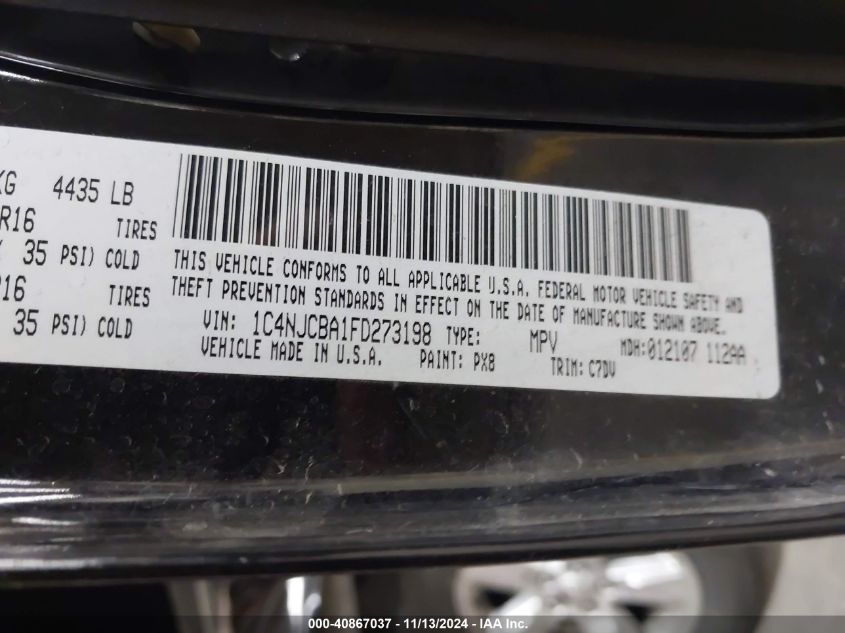 KG 4435 LB
R16 TIRES
35 PSI) COLD
R16 TIRES
35 PSI) COLD
THIS VEHICLE CONFORMS TO ALL APPLICABLE U.S.A. FEDERAL MOTOR VEHICLE SAFETY AND
THEFT PREVENTION STANDARDS IN EFFECT ON THE DATE OF MANUFACTURE SHOWN ABOVE.
VIN: 1C4NJCBA1FD273198 TYPE: MPV MDH:012107 112AA
VEHICLE MADE IN U.S.A. PAINT: PX8 TRIM: C7DV
000-40867037 - 11/13/2024 - © IAA Inc.